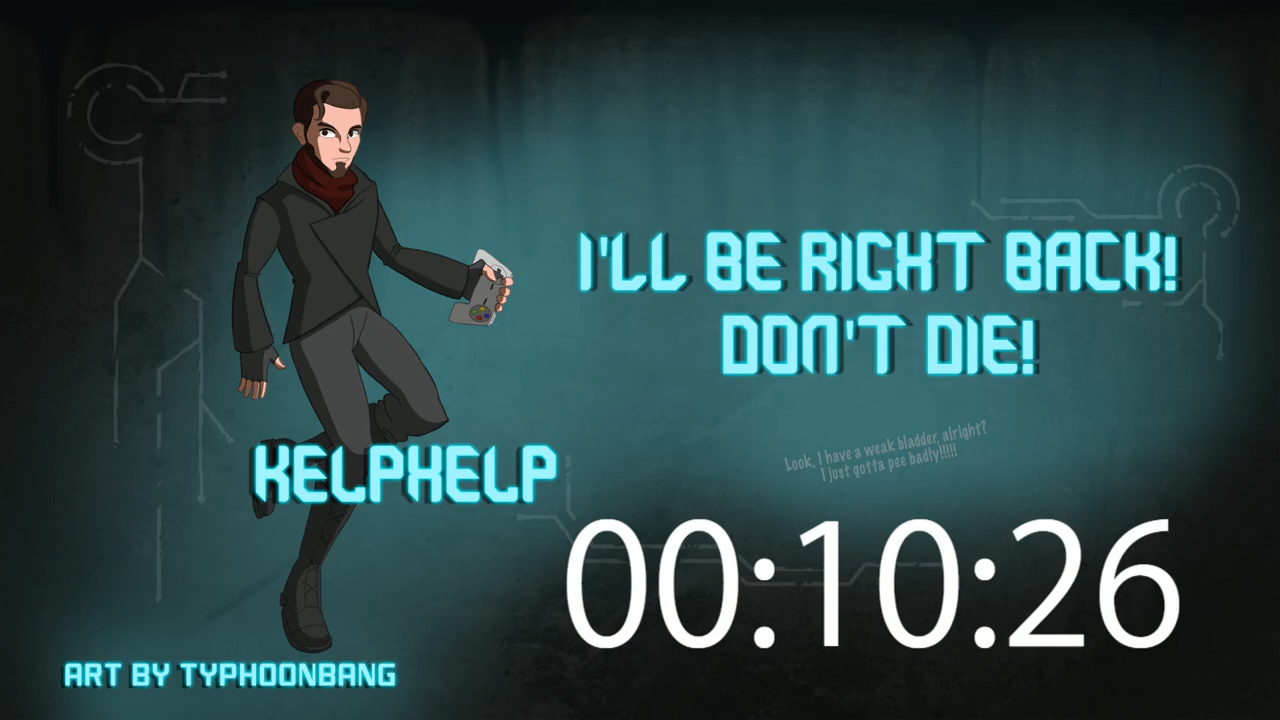 I'LL BE RIGHT BACK!
DON'T DIE!
Look, I have a weak bladder, alright?
I just gotta pee badly!!!!!
KELPHELP
00:10:26
ART BY TYPHOONBANG